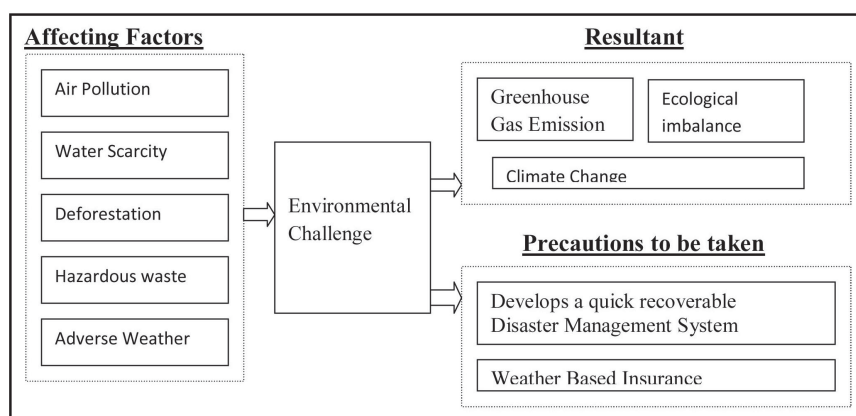 Affecting Factors
Air Pollution
Water Scarcity
Deforestation
Hazardous waste
Adverse Weather
Environmental
Challenge
Resultant
Greenhouse
Gas Emission
Ecological
imbalance
Climate Change
Precautions to be taken
Develops a quick recoverable
Disaster Management System
Weather Based Insurance